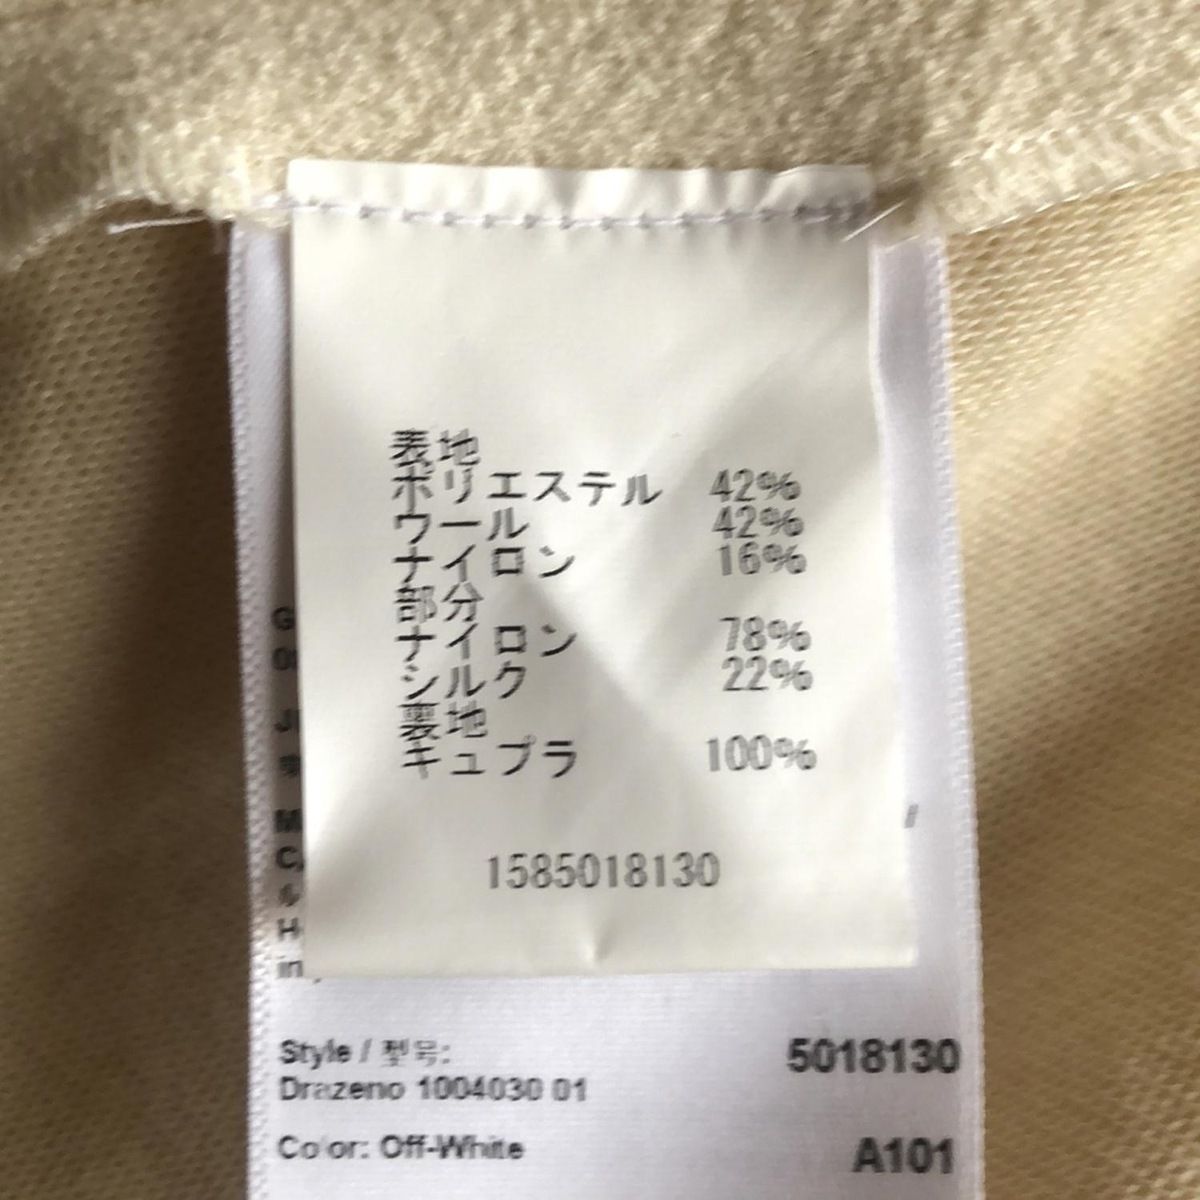 表地
ポリエステル 42%
ウール 42%
ナイロン 16%
部分
ナイロン 78%
シルク 22%
裏地
キュプラ 100%
1585018130
Style / 型号: 5018130
Drazeno 1004030 01
Color: Off-White A101